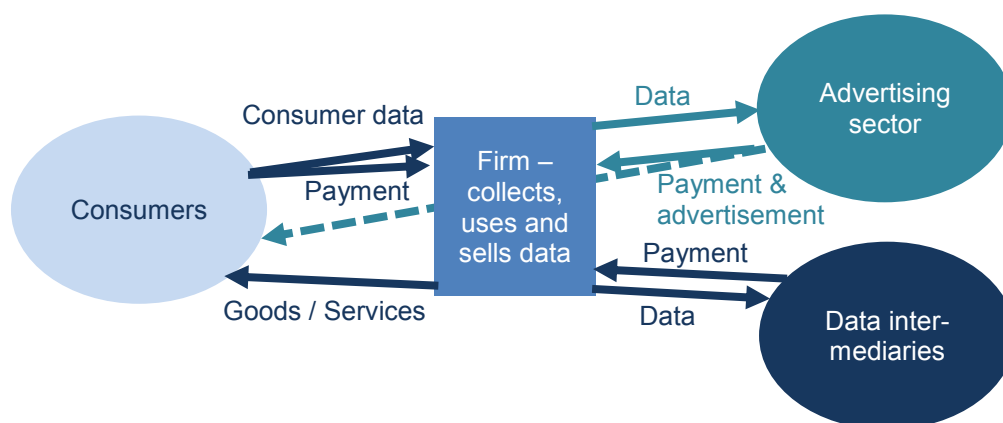 Consumers
Consumer data
Payment
Goods / Services
Firm –
collects,
uses and
sells data
Data
Payment &
advertisement
Advertising
sector
Payment
Data
Data inter-
mediaries